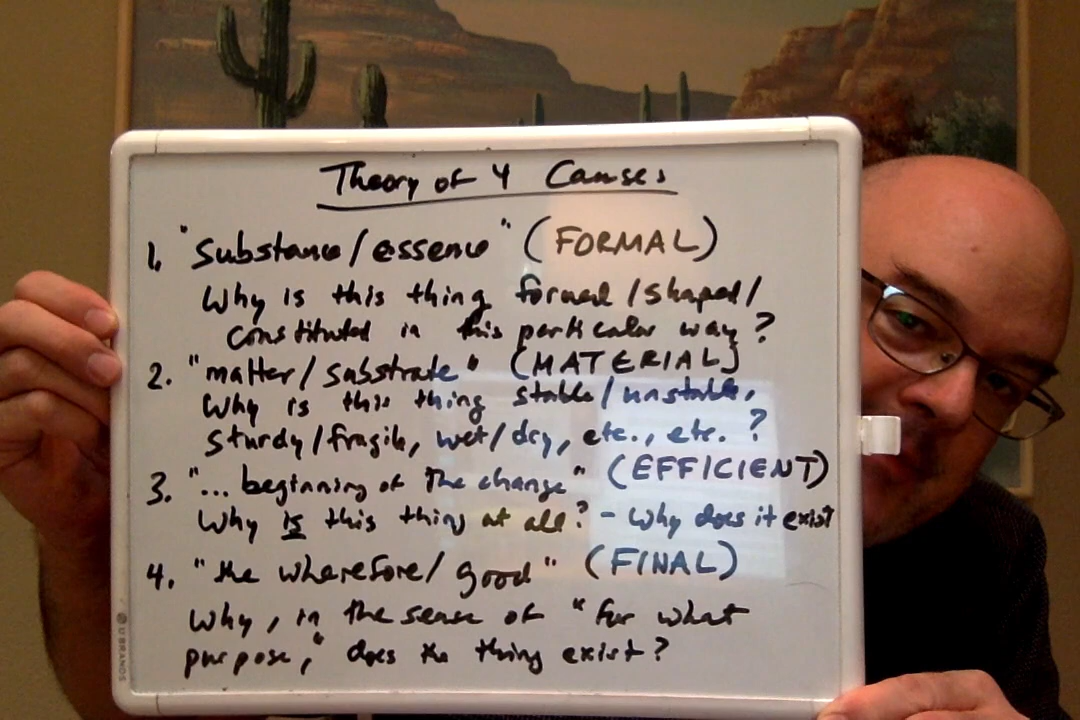 Theory of 4 Causes
1. "Substance/essence" (FORMAL)
Why is this thing formed/shaped/
constituted in this particular way?
2. "matter/substrate" (MATERIAL)
Why is this thing stable/unstable,
sturdy/fragile, wet/dry, etc., etc.?
3. "... beginning of the change" (EFFICIENT)
Why is this thing at all? - Why does it exist
4. "the wherefore/good" (FINAL)
Why, in the sense of "for what
purpose," does the thing exist?
U BRANDS